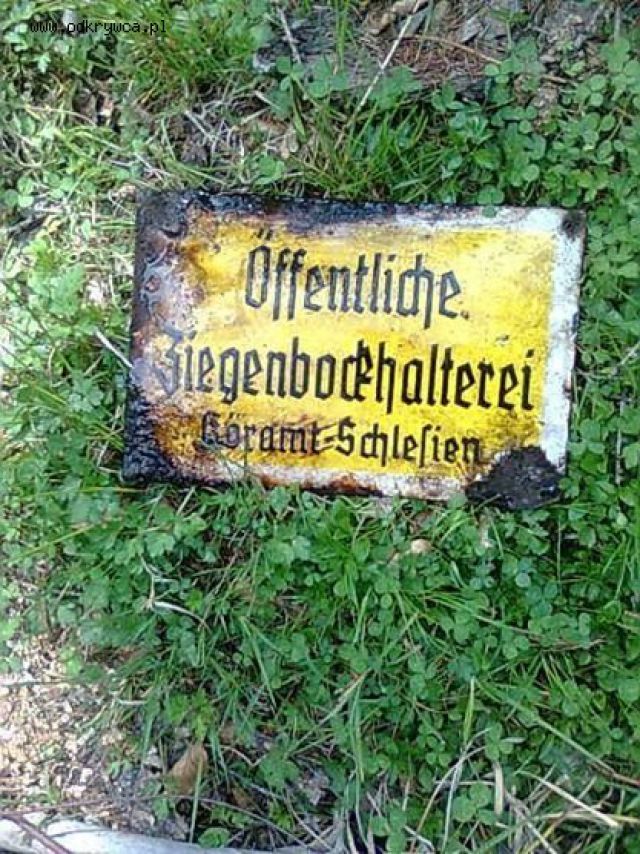 www.odkrywca.pl
Öffentliche
Ziegenbockhalterei
Köramt-Schlesien